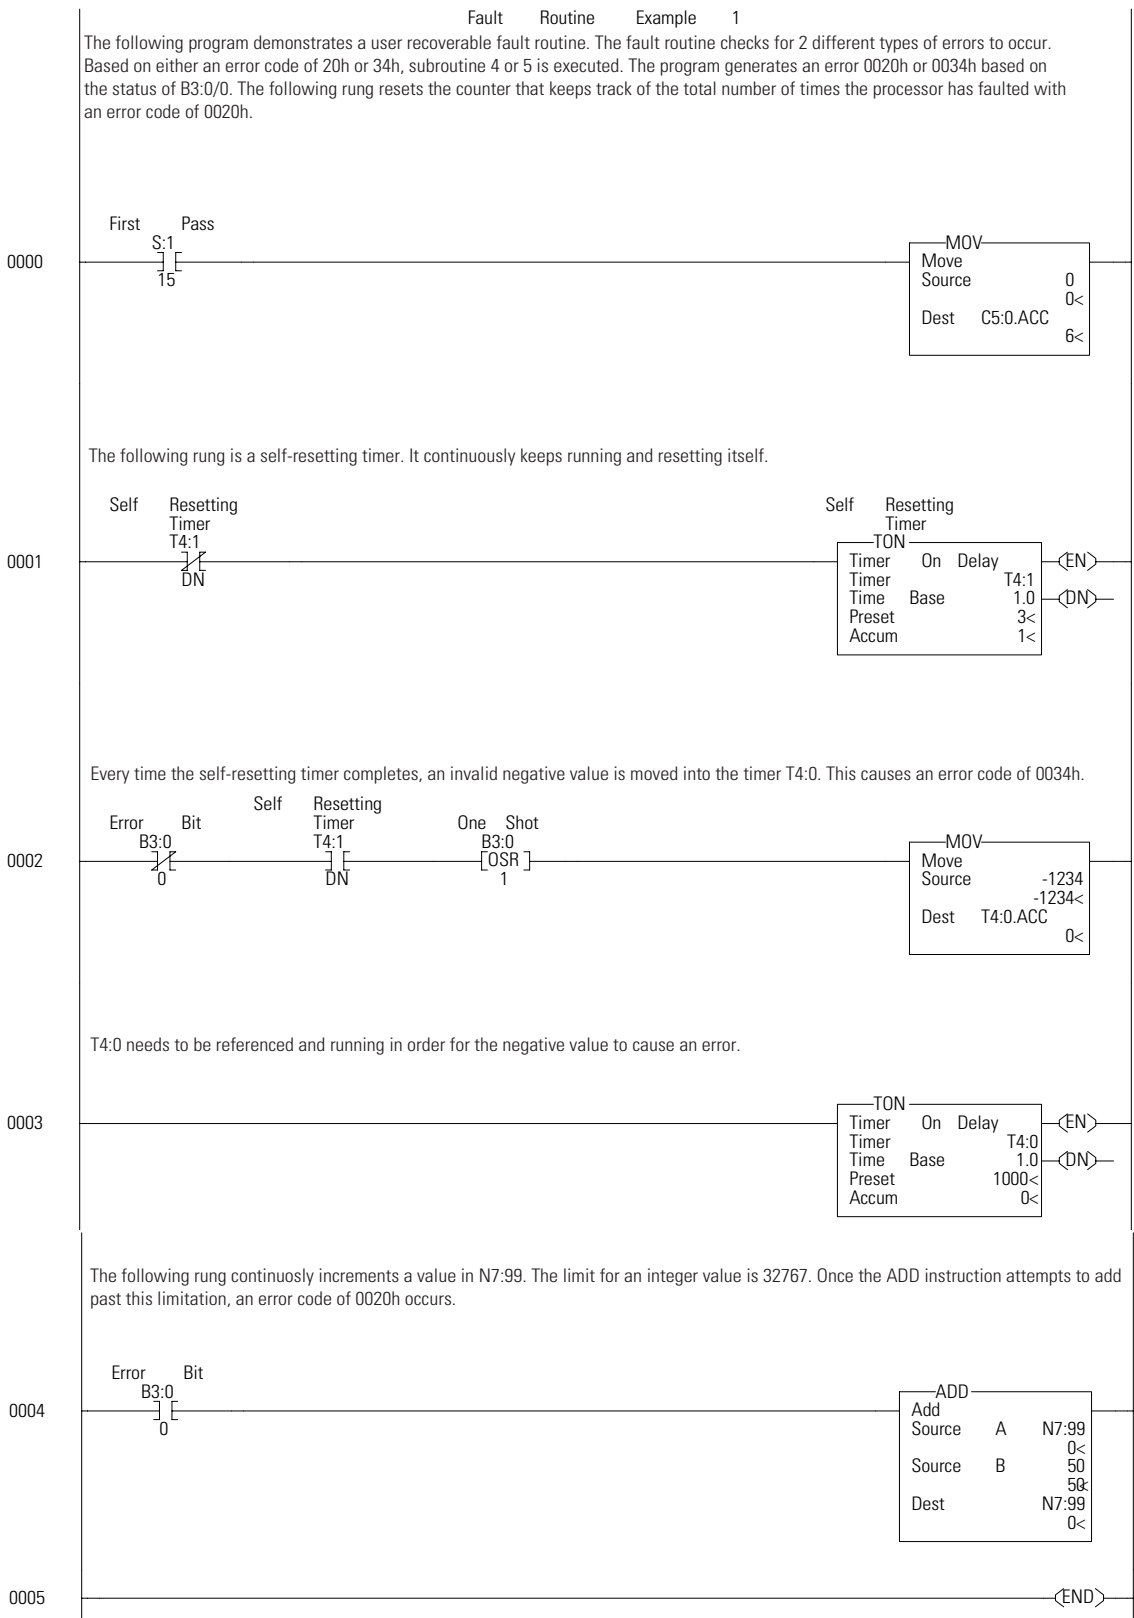 Fault Routine Example 1
The following program demonstrates a user recoverable fault routine. The fault routine checks for 2 different types of errors to occur.
Based on either an error code of 20h or 34h, subroutine 4 or 5 is executed. The program generates an error 0020h or 0034h based on
the status of B3:0/0. The following rung resets the counter that keeps track of the total number of times the processor has faulted with
an error code of 0020h.
First Pass
S:1
15
0000
MOV
Move
Source 0
0<
Dest C5:0.ACC
6<
The following rung is a self-resetting timer. It continuously keeps running and resetting itself.
Self Resetting
Timer
T4:1
DN
0001
Self Resetting
Timer
TON
Timer On Delay
Timer T4:1
Time Base 1.0
Preset 3<
Accum 1<
EN
DN
Every time the self-resetting timer completes, an invalid negative value is moved into the timer T4:0. This causes an error code of 0034h.
Error Bit
B3:0
0
Self Resetting
Timer
T4:1
DN
One Shot
B3:0
OSR
1
0002
MOV
Move
Source -1234
-1234<
Dest T4:0.ACC
0<
T4:0 needs to be referenced and running in order for the negative value to cause an error.
0003
TON
Timer On Delay
Timer T4:0
Time Base 1.0
Preset 1000<
Accum 0<
EN
DN
The following rung continuosly increments a value in N7:99. The limit for an integer value is 32767. Once the ADD instruction attempts to add
past this limitation, an error code of 0020h occurs.
Error Bit
B3:0
0
0004
ADD
Add
Source A N7:99
0<
Source B 50
50<
Dest N7:99
0<
0005
END